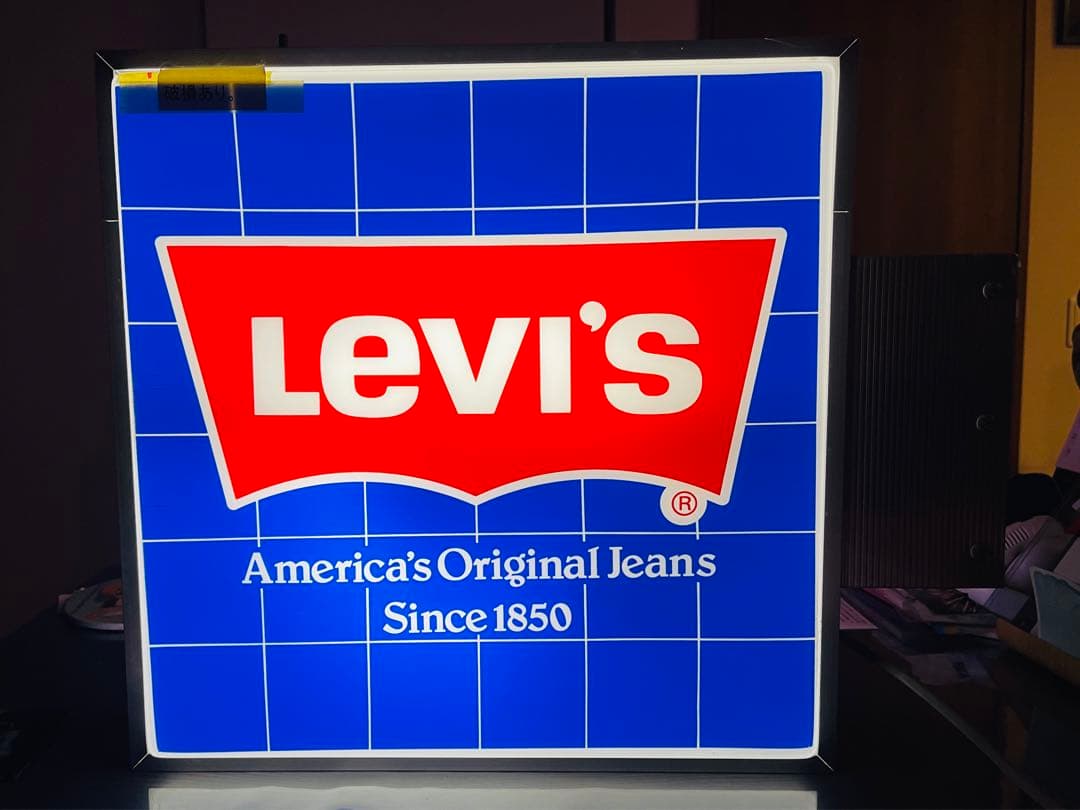 破損あり。
LeVI'S
®
America's Original Jeans
Since 1850